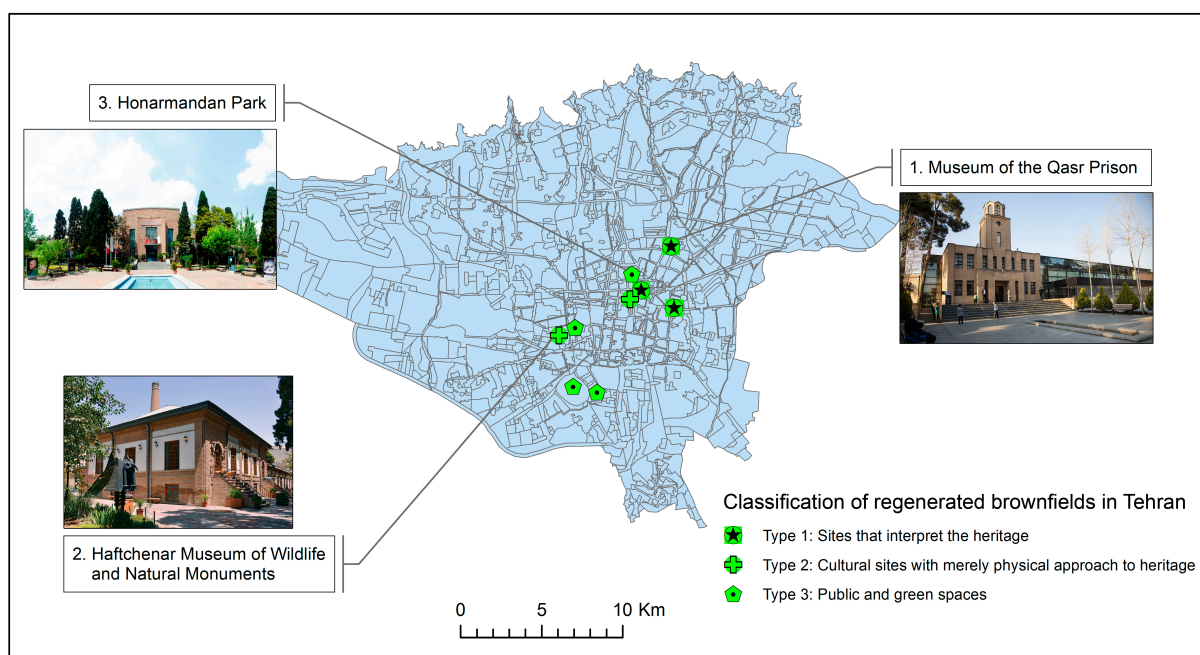 3. Honarmandan Park
1. Museum of the Qasr Prison
2. Haftchenar Museum of Wildlife
and Natural Monuments
Classification of regenerated brownfields in Tehran
Type 1: Sites that interpret the heritage
Type 2: Cultural sites with merely physical approach to heritage
Type 3: Public and green spaces
0 5 10 Km